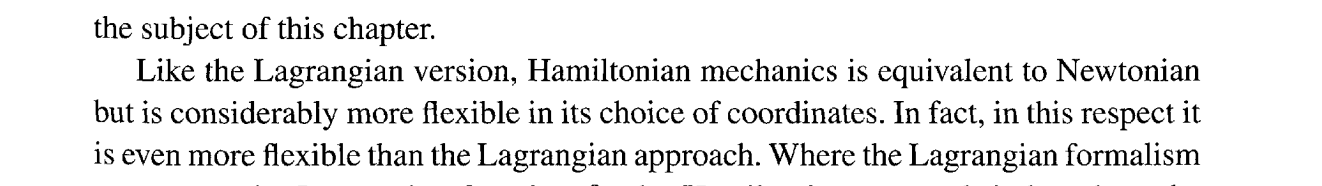 the subject of this chapter.
Like the Lagrangian version, Hamiltonian mechanics is equivalent to Newtonian
but is considerably more flexible in its choice of coordinates. In fact, in this respect it
is even more flexible than the Lagrangian approach. Where the Lagrangian formalism